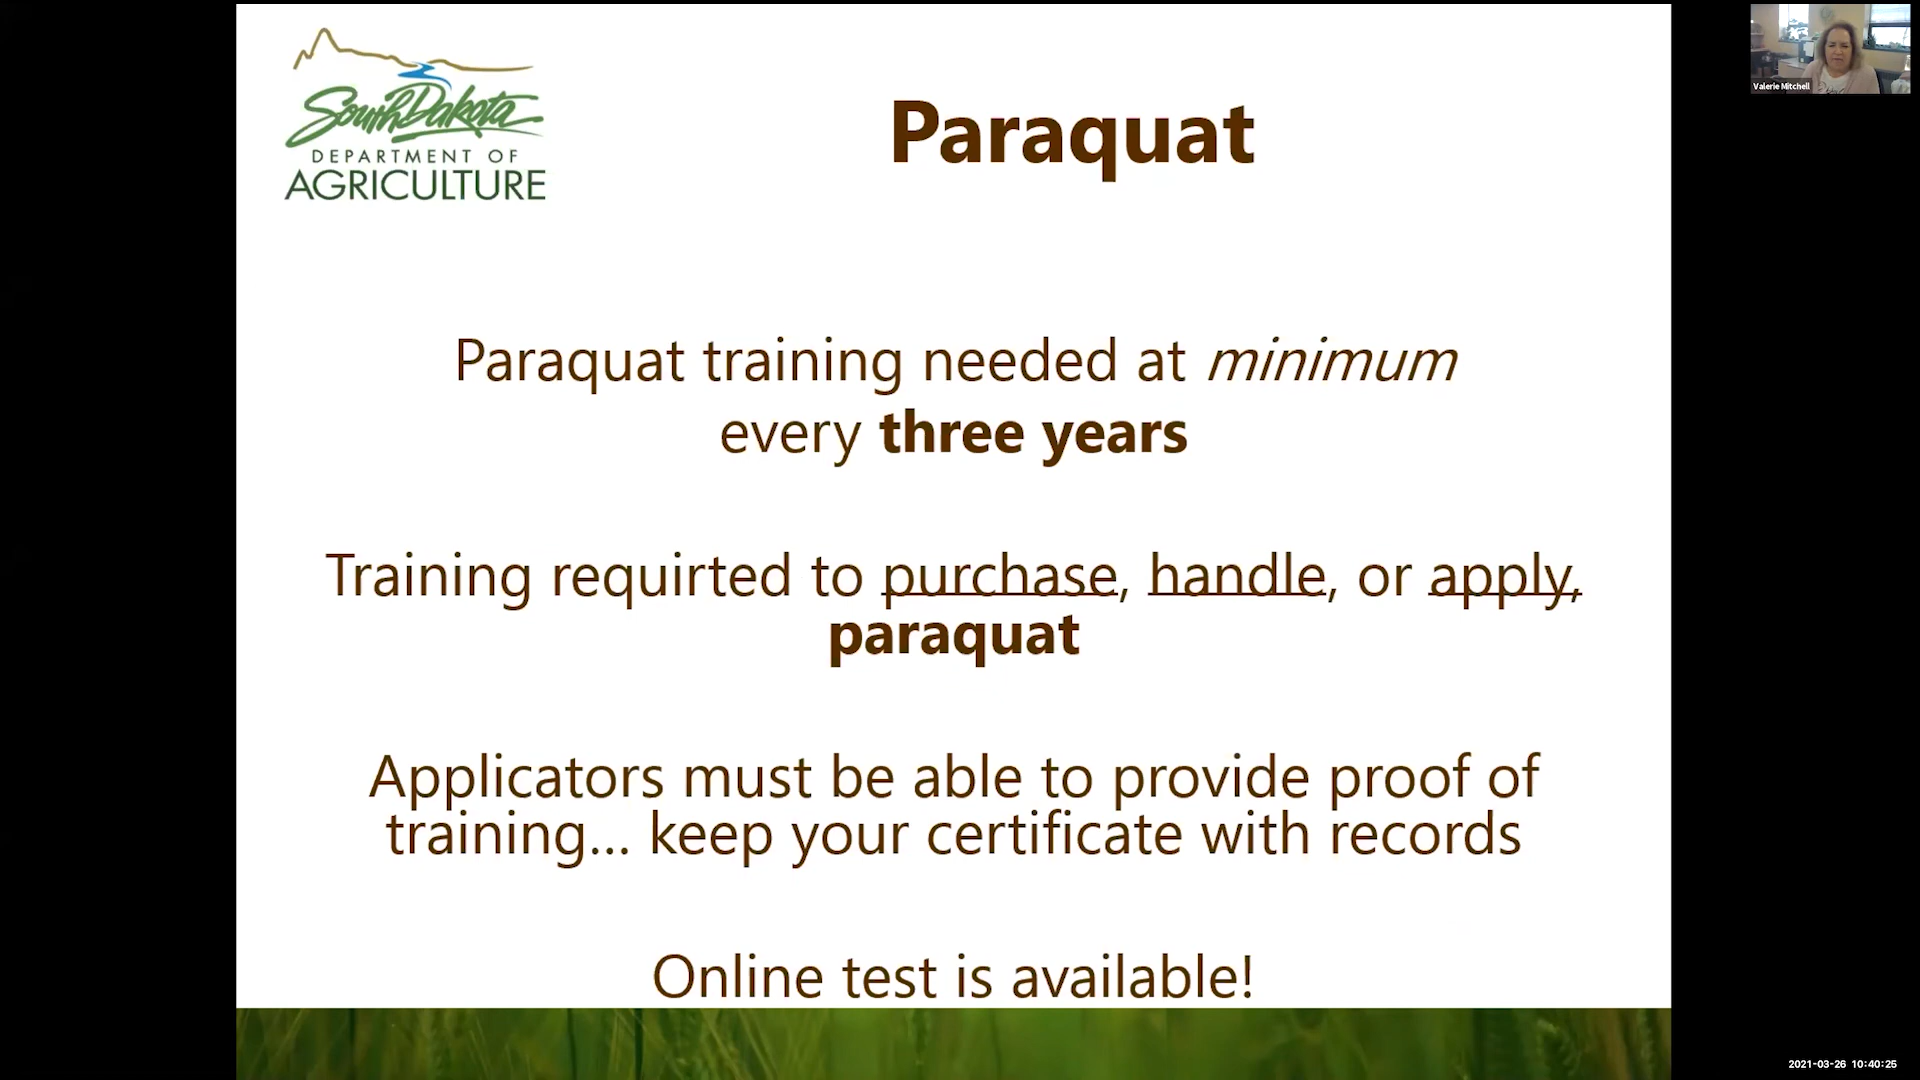 South Dakota
DEPARTMENT OF
AGRICULTURE
Paraquat
Valerie Mitchell
Paraquat training needed at minimum
every three years
Training requirted to purchase, handle, or apply,
paraquat
Applicators must be able to provide proof of
training... keep your certificate with records
Online test is available!
2021-03-26 10:40:25